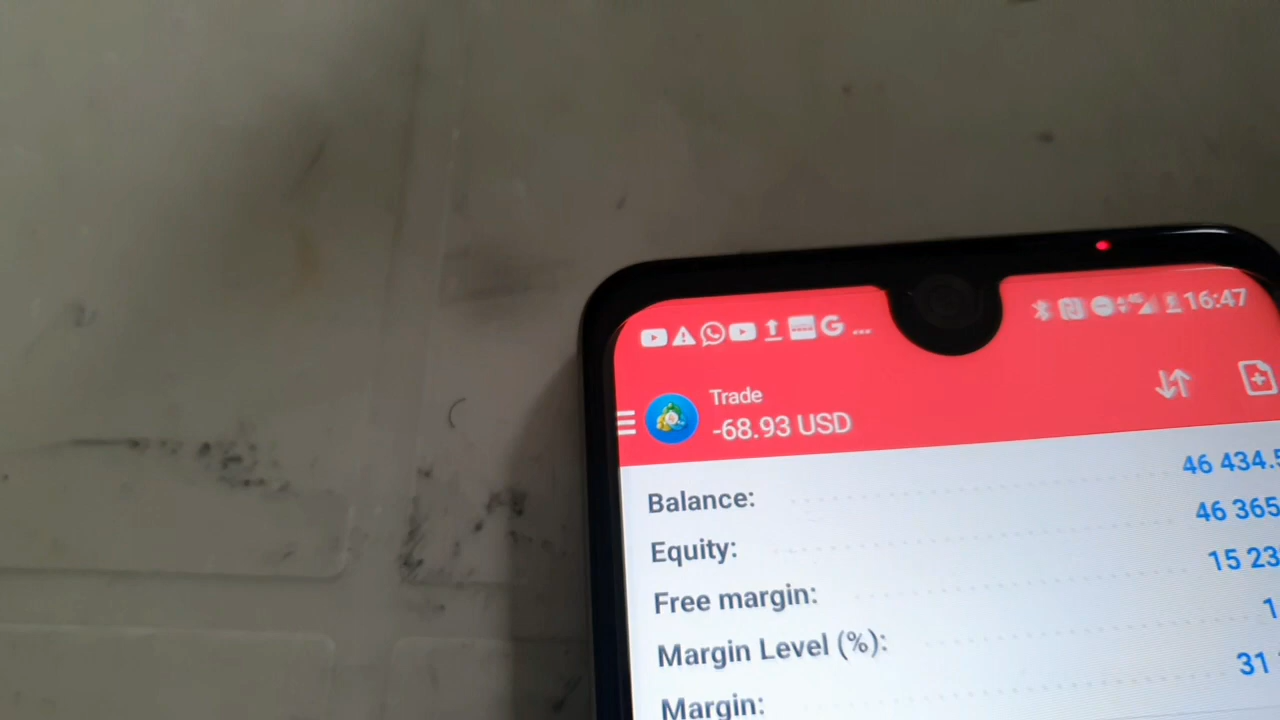 16:47
Trade
-68.93 USD
Balance: 46 434.5
Equity: 46 365
Free margin: 15 23
Margin Level (%): 1
Margin: 31